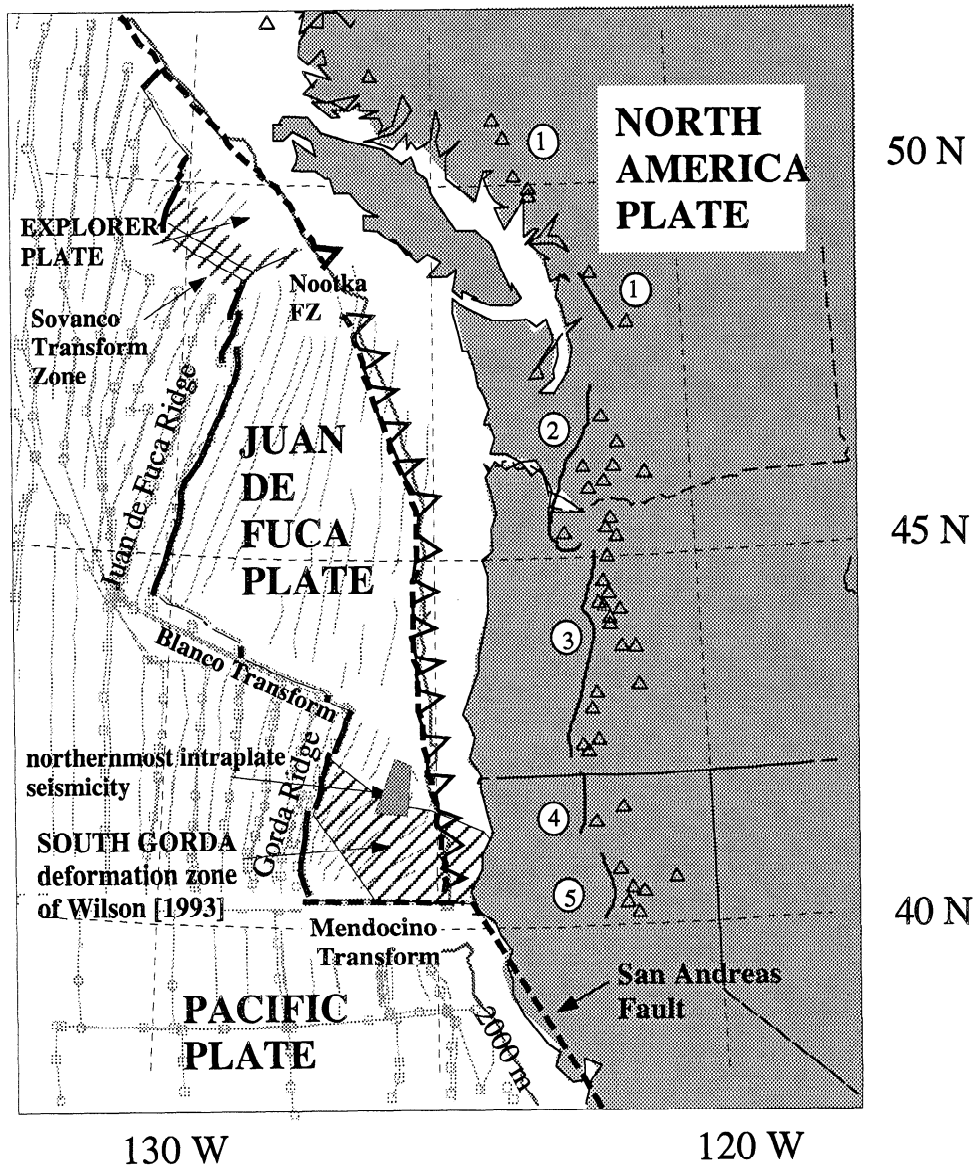 NORTH
AMERICA
PLATE
50 N
1
EXPLORER
PLATE
Nootka
FZ
1
Sovanco
Transform
Zone
Juan de Fuca Ridge
2
JUAN
DE
FUCA
PLATE
45 N
3
Blanco Transform
northernmost intraplate
seismicity
Gorda Ridge
4
SOUTH GORDA
deformation zone
of Wilson [1993]
5
40 N
Mendocino
Transform
San Andreas
Fault
PACIFIC
PLATE
2000 m
130 W
120 W